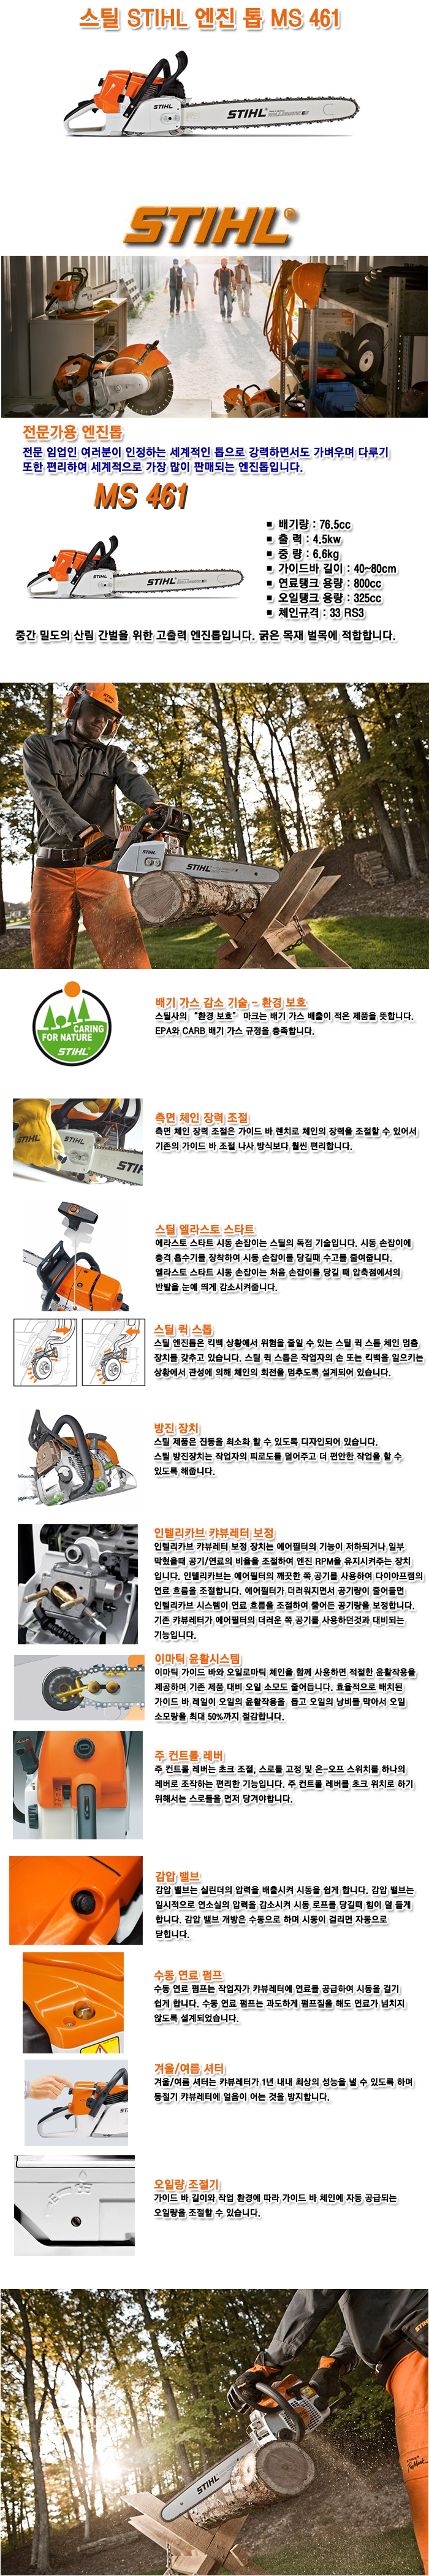 스틸 STIHL 엔진 톱 MS 461
STIHL
STIHL
STIHL®
전문가용 엔진톱
전문 임업인 여러분이 인정하는 세계적인 톱으로 강력하면서도 가벼우며 다루기
또한 편리하여 세계적으로 가장 많이 판매되는 엔진톱입니다.
MS 461
STIHL
STIHL
■ 배기량 : 76.5cc
■ 출 력 : 4.5kw
■ 중 량 : 6.6kg
■ 가이드바 길이 : 40~80cm
■ 연료탱크 용량 : 800cc
■ 오일탱크 용량 : 325cc
■ 체인규격 : 33 RS3
중간 밀도의 산림 간벌을 위한 고출력 엔진톱입니다. 굵은 목재 벌목에 적합합니다.
STIHL
STIHL
CARING
FOR NATURE
STIHL
배기 가스 감소 기술 - 환경 보호
스틸사의 "환경 보호" 마크는 배기 가스 배출이 적은 제품을 뜻합니다.
EPA와 CARB 배기 가스 규정을 충족합니다.
STIHL
STIHL
STIH
측면 체인 장력 조절
측면 체인 장력 조절은 가이드 바 렌치로 체인의 장력을 조절할 수 있어서
기존의 가이드 바 조절 나사 방식보다 훨씬 편리합니다.
스틸 엘라스토 스타트
에라스토 스타트 시동 손잡이는 스틸의 독점 기술입니다. 시동 손잡이에
충격 흡수기를 장착하여 시동 손잡이를 당길때 수고를 줄여줍니다.
엘라스토 스타트 시동 손잡이는 처음 손잡이를 당길 때 압축점에서의
반발을 눈에 띄게 감소시켜줍니다.
스틸 퀵 스톱
스틸 엔진톱은 킥백 상황에서 위험을 줄일 수 있는 스틸 퀵 스톱 체인 멈춤
장치를 갖추고 있습니다. 스틸 퀵 스톱은 작업자의 손 또는 킥백을 일으키는
상황에서 관성에 의해 체인의 회전을 멈추도록 설계되어 있습니다.
방진 장치
스틸 제품은 진동을 최소화 할 수 있도록 디자인되어 있습니다.
스틸 방진장치는 작업자의 피로도를 덜어주고 더 편안한 작업을 할 수
있도록 해줍니다.
인텔리카브 캬뷰레터 보정
인텔리카브 캬뷰레터 보정 장치는 에어필터의 기능이 저하되거나 일부
막혔을때 공기/연료의 비율을 조절하여 엔진 RPM을 유지시켜주는 장치
입니다. 인텔리카브는 에어필터의 깨끗한 쪽 공기를 사용하여 다이아프램의
연료 흐름을 조절합니다. 에어필터가 더러워지면서 공기량이 줄어들면
인텔리카브 시스템이 연료 흐름을 조절하여 줄어든 공기량을 보정합니다.
기존 캬뷰레터가 에어필터의 더러운 쪽 공기를 사용하던것과 대비되는
기능입니다.
이마틱 윤활시스템
이마틱 가이드 바와 오일로마틱 체인을 함께 사용하면 적절한 윤활작용을
제공하며 기존 제품 대비 오일 소모도 줄어듭니다. 효율적으로 배치된
가이드 바 레일이 오일의 윤활작용을 돕고 오일의 낭비를 막아서 오일
소모량을 최대 50%까지 절감합니다.
주 컨트롤 레버
주 컨트롤 레버는 초크 조절, 스로틀 고정 및 온-오프 스위치를 하나의
레버로 조작하는 편리한 기능입니다. 주 컨트롤 레버를 초크 위치로 하기
위해서는 스로틀을 먼저 당겨야합니다.
감압 밸브
감압 밸브는 실린더의 압력을 배출시켜 시동을 쉽게 합니다. 감압 밸브는
일시적으로 연소실의 압력을 감소시켜 시동 로프를 당길때 힘이 덜 들게
합니다. 감압 밸브 개방은 수동으로 하며 시동이 걸리면 자동으로
닫힙니다.
수동 연료 펌프
수동 연료 펌프는 작업자가 캬뷰레터에 연료를 공급하여 시동을 걸기
쉽게 합니다. 수동 연료 펌프는 과도하게 펌프질을 해도 연료가 넘치지
않도록 설계되었습니다.
겨울/여름 셔터
겨울/여름 셔터는 캬뷰레터가 1년 내내 최상의 성능을 낼 수 있도록 하며
동절기 캬뷰레터에 얼음이 어는 것을 방지합니다.
오일량 조절기
가이드 바 길이와 작업 환경에 따라 가이드 바 체인에 자동 공급되는
오일량을 조절할 수 있습니다.
STIHL